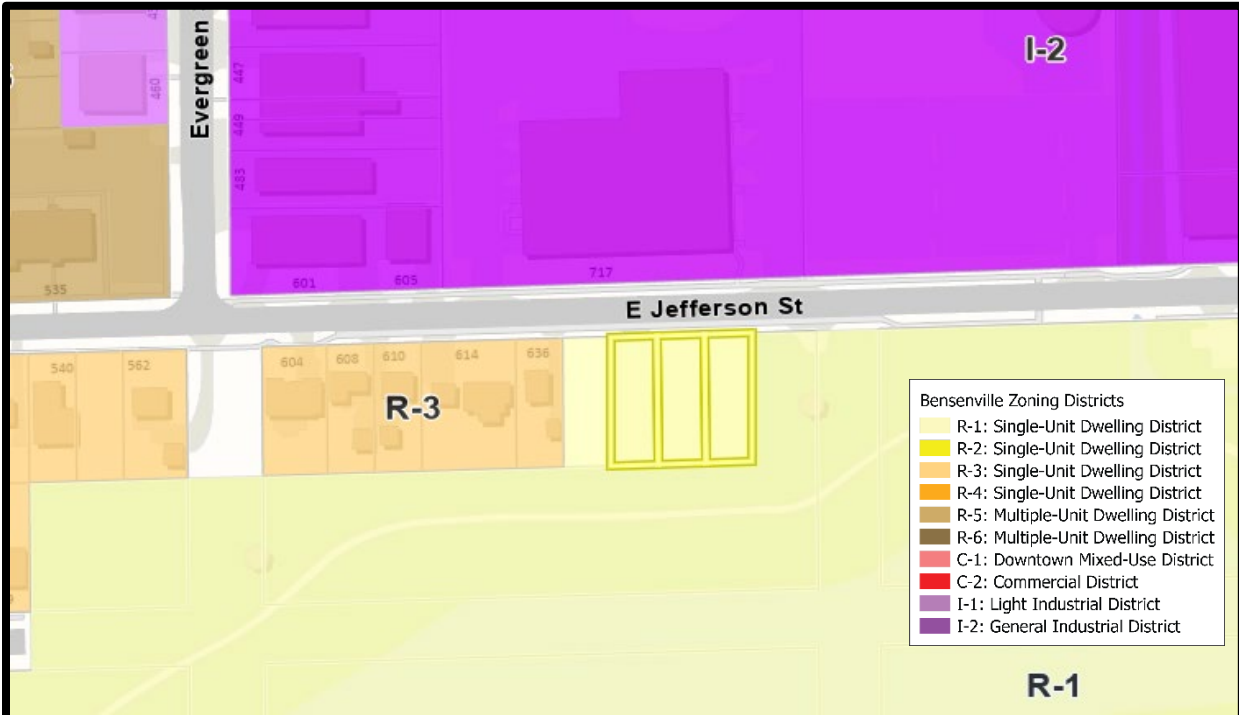 I-2
460
Evergreen
447
449
483
535
601
605
717
E Jefferson St
540
562
604
608
610
614
636
R-3
Bensenville Zoning Districts
R-1: Single-Unit Dwelling District
R-2: Single-Unit Dwelling District
R-3: Single-Unit Dwelling District
R-4: Single-Unit Dwelling District
R-5: Multiple-Unit Dwelling District
R-6: Multiple-Unit Dwelling District
C-1: Downtown Mixed-Use District
C-2: Commercial District
I-1: Light Industrial District
I-2: General Industrial District
R-1